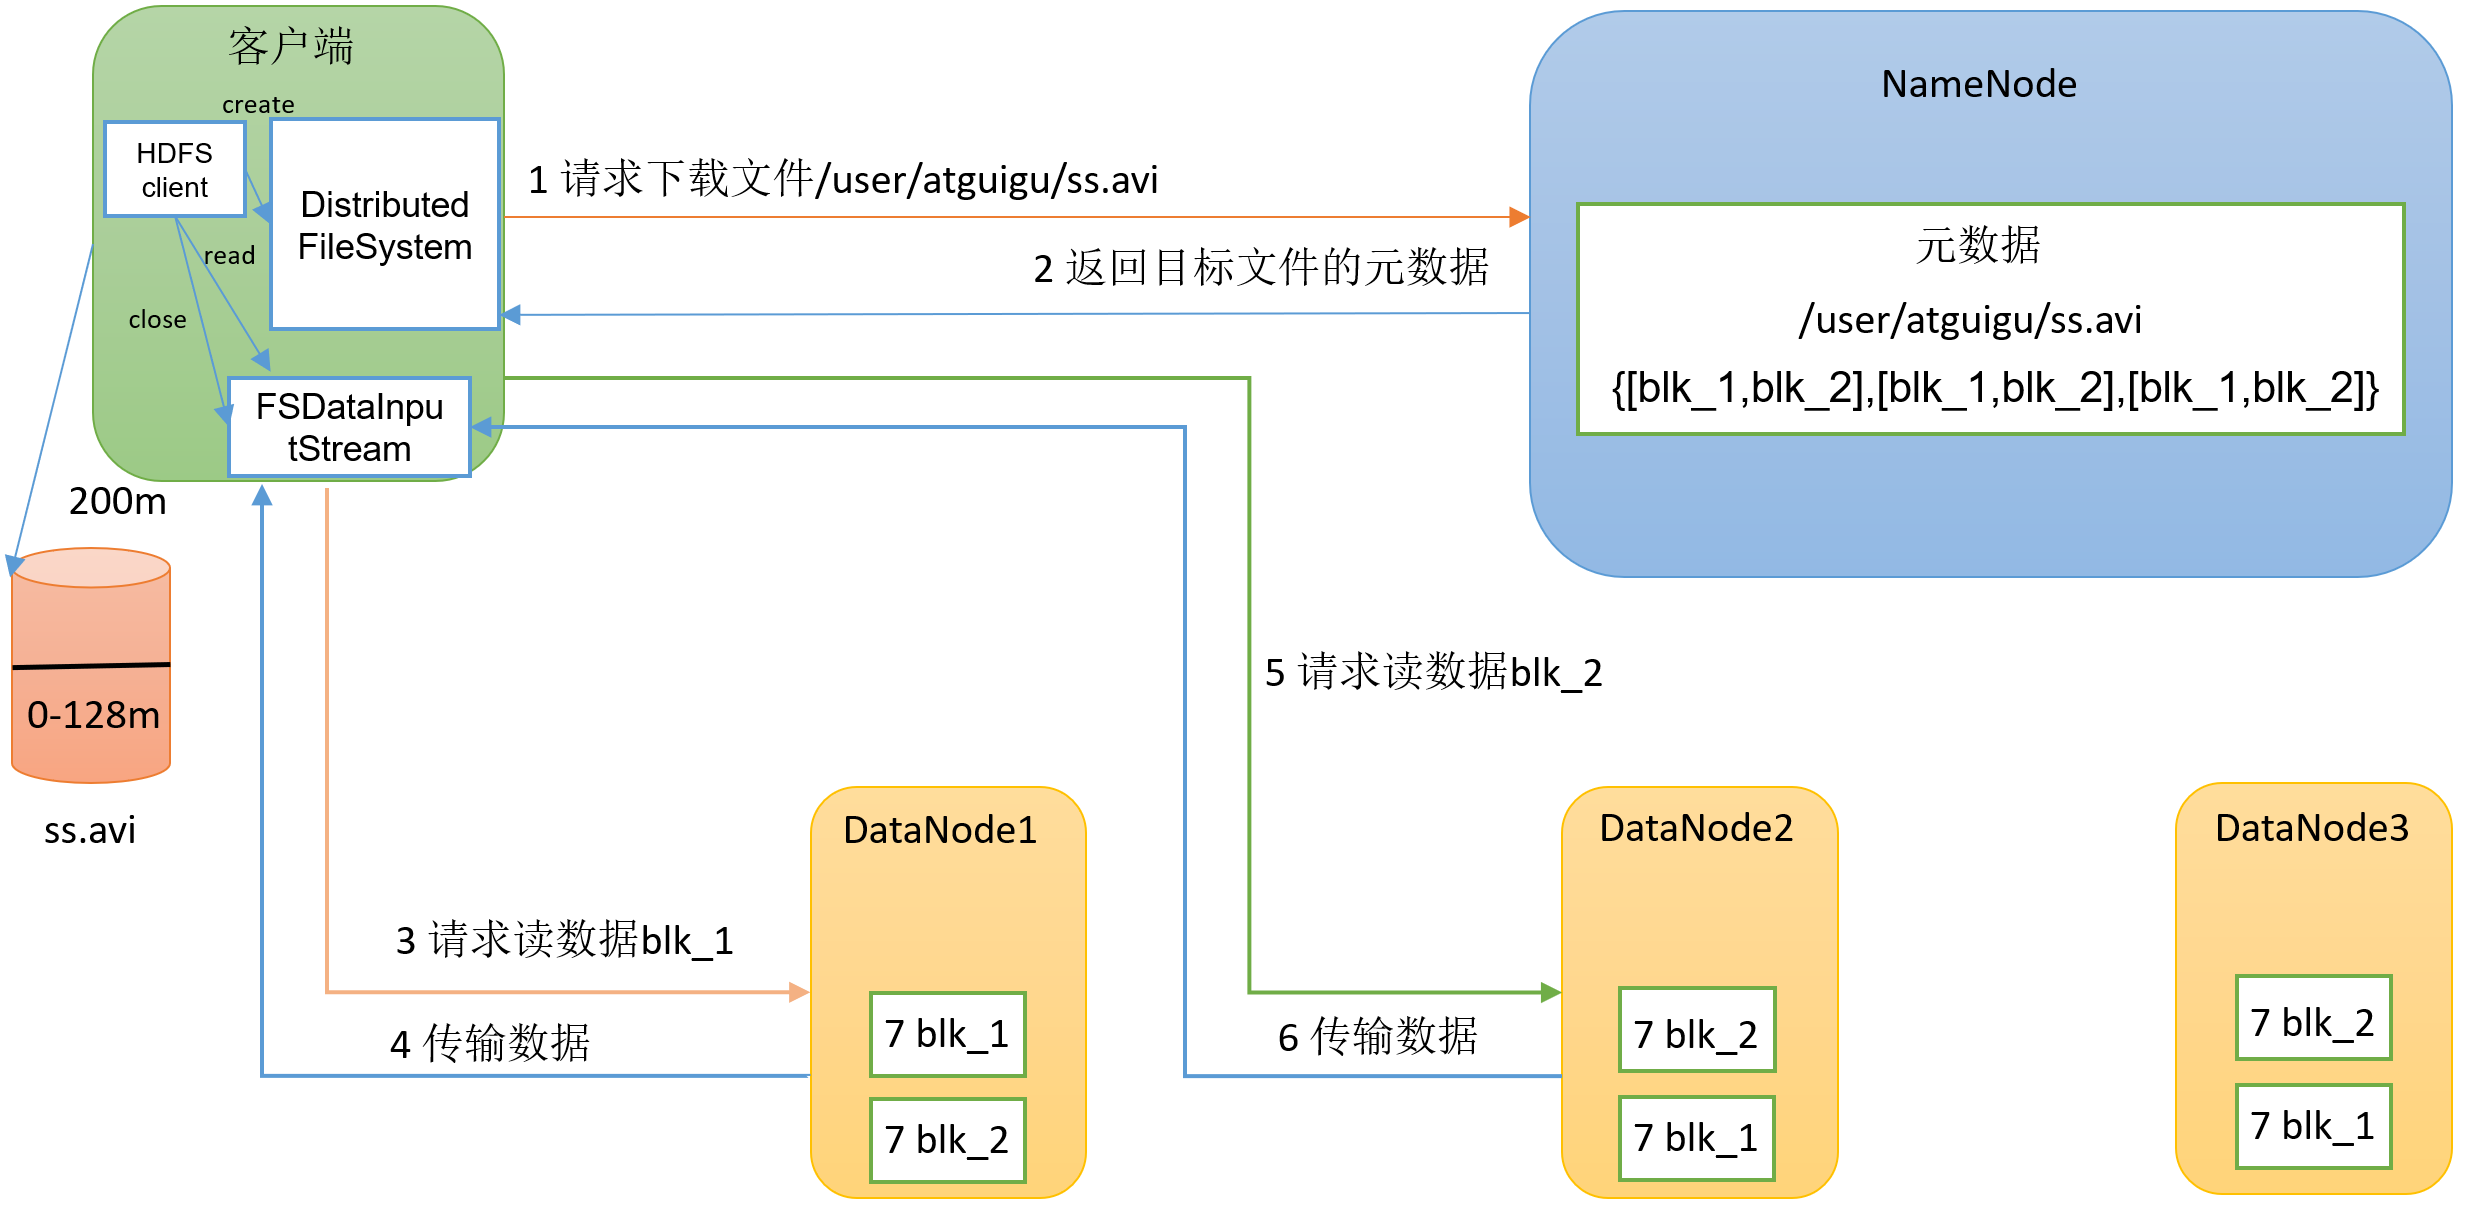 客户端
create
HDFS
client
Distributed
FileSystem
read
close
FSDataInpu
tStream
1 请求下载文件/user/atguigu/ss.avi
2 返回目标文件的元数据
NameNode
元数据
/user/atguigu/ss.avi
{[blk_1,blk_2],[blk_1,blk_2],[blk_1,blk_2]}
200m
0-128m
ss.avi
5 请求读数据blk_2
3 请求读数据blk_1
4 传输数据
6 传输数据
DataNode1
7 blk_1
7 blk_2
DataNode2
7 blk_2
7 blk_1
DataNode3
7 blk_2
7 blk_1